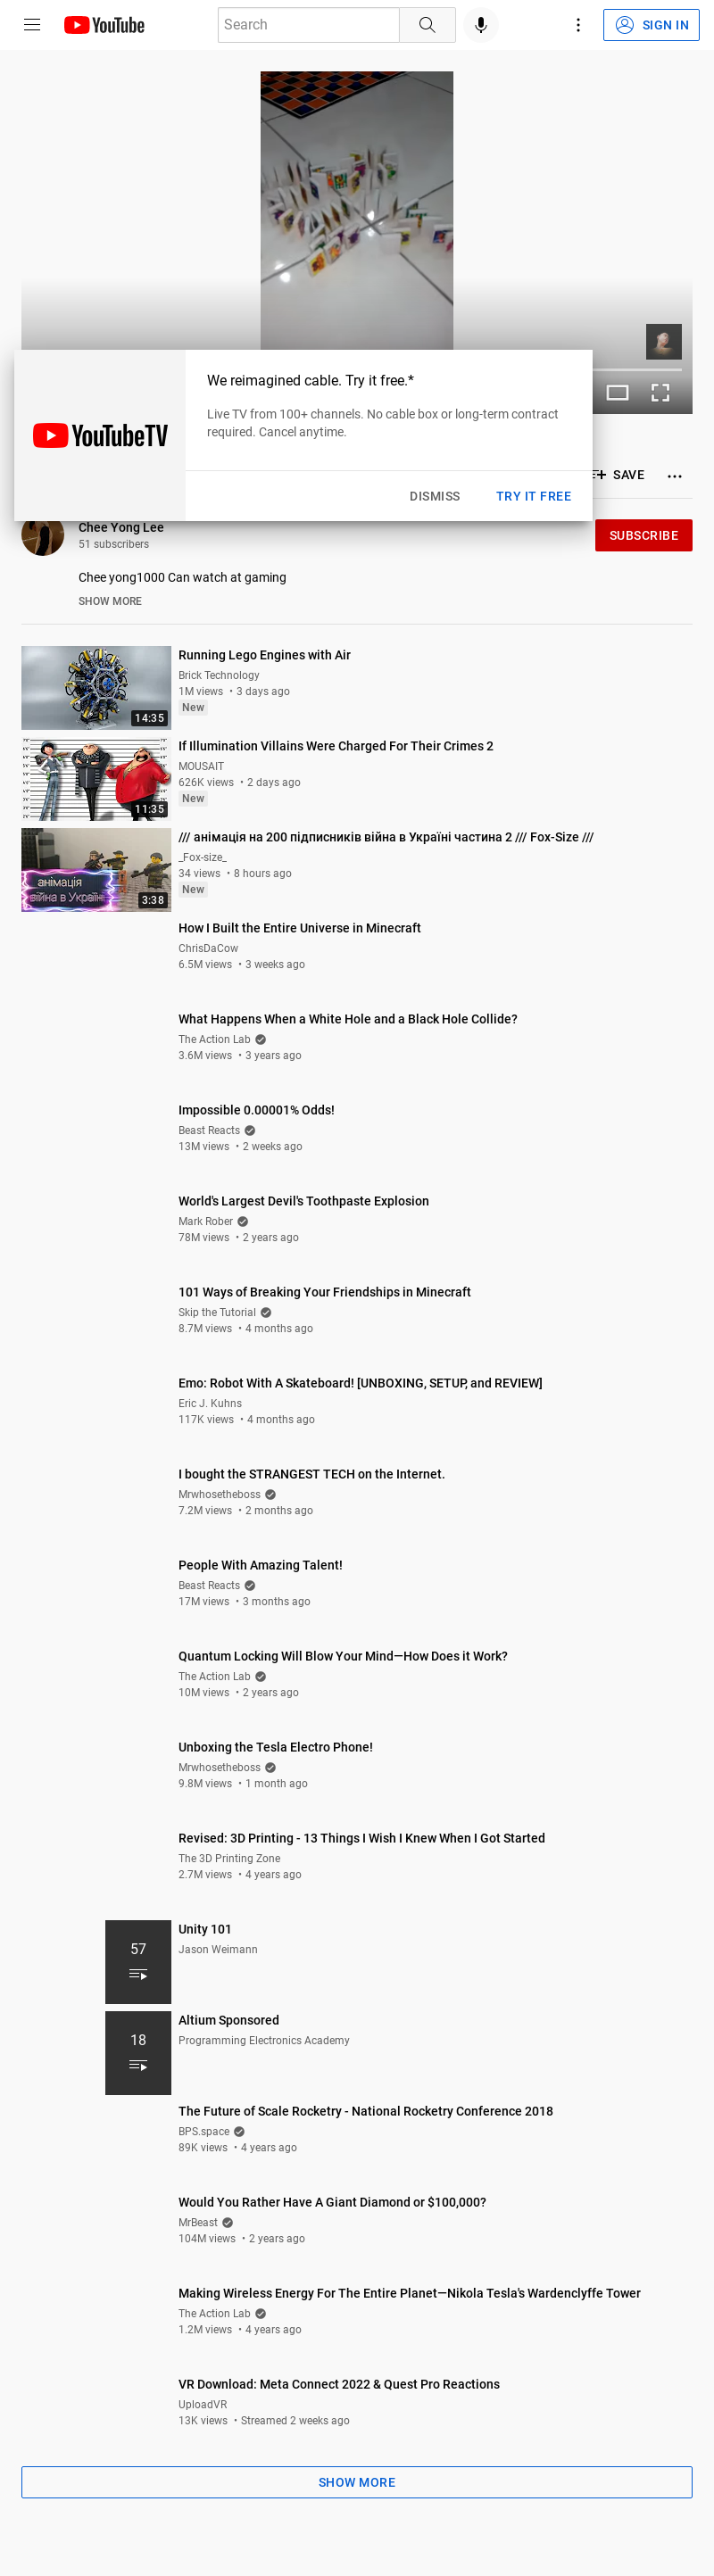 YouTube
Search
SIGN IN
We reimagined cable. Try it free.*
Live TV from 100+ channels. No cable box or long-term contract
required. Cancel anytime.
YouTubeTV
DISMISS
TRY IT FREE
SAVE
Chee Yong Lee
51 subscribers
SUBSCRIBE
Chee yong1000 Can watch at gaming
SHOW MORE
14:35
Running Lego Engines with Air
Brick Technology
1M views • 3 days ago
New
11:35
If Illumination Villains Were Charged For Their Crimes 2
MOUSAIT
626K views • 2 days ago
New
анімація
війна в Україні
3:38
/// анімація на 200 підписників війна в Україні частина 2 /// Fox-Size ///
_Fox-size_
34 views • 8 hours ago
New
How I Built the Entire Universe in Minecraft
ChrisDaCow
6.5M views • 3 weeks ago
What Happens When a White Hole and a Black Hole Collide?
The Action Lab
3.6M views • 3 years ago
Impossible 0.00001% Odds!
Beast Reacts
13M views • 2 weeks ago
World's Largest Devil's Toothpaste Explosion
Mark Rober
78M views • 2 years ago
101 Ways of Breaking Your Friendships in Minecraft
Skip the Tutorial
8.7M views • 4 months ago
Emo: Robot With A Skateboard! [UNBOXING, SETUP, and REVIEW]
Eric J. Kuhns
117K views • 4 months ago
I bought the STRANGEST TECH on the Internet.
Mrwhosetheboss
7.2M views • 2 months ago
People With Amazing Talent!
Beast Reacts
17M views • 3 months ago
Quantum Locking Will Blow Your Mind—How Does it Work?
The Action Lab
10M views • 2 years ago
Unboxing the Tesla Electro Phone!
Mrwhosetheboss
9.8M views • 1 month ago
Revised: 3D Printing - 13 Things I Wish I Knew When I Got Started
The 3D Printing Zone
2.7M views • 4 years ago
57
Unity 101
Jason Weimann
18
Altium Sponsored
Programming Electronics Academy
The Future of Scale Rocketry - National Rocketry Conference 2018
BPS.space
89K views • 4 years ago
Would You Rather Have A Giant Diamond or $100,000?
MrBeast
104M views • 2 years ago
Making Wireless Energy For The Entire Planet—Nikola Tesla's Wardenclyffe Tower
The Action Lab
1.2M views • 4 years ago
VR Download: Meta Connect 2022 & Quest Pro Reactions
UploadVR
13K views • Streamed 2 weeks ago
SHOW MORE